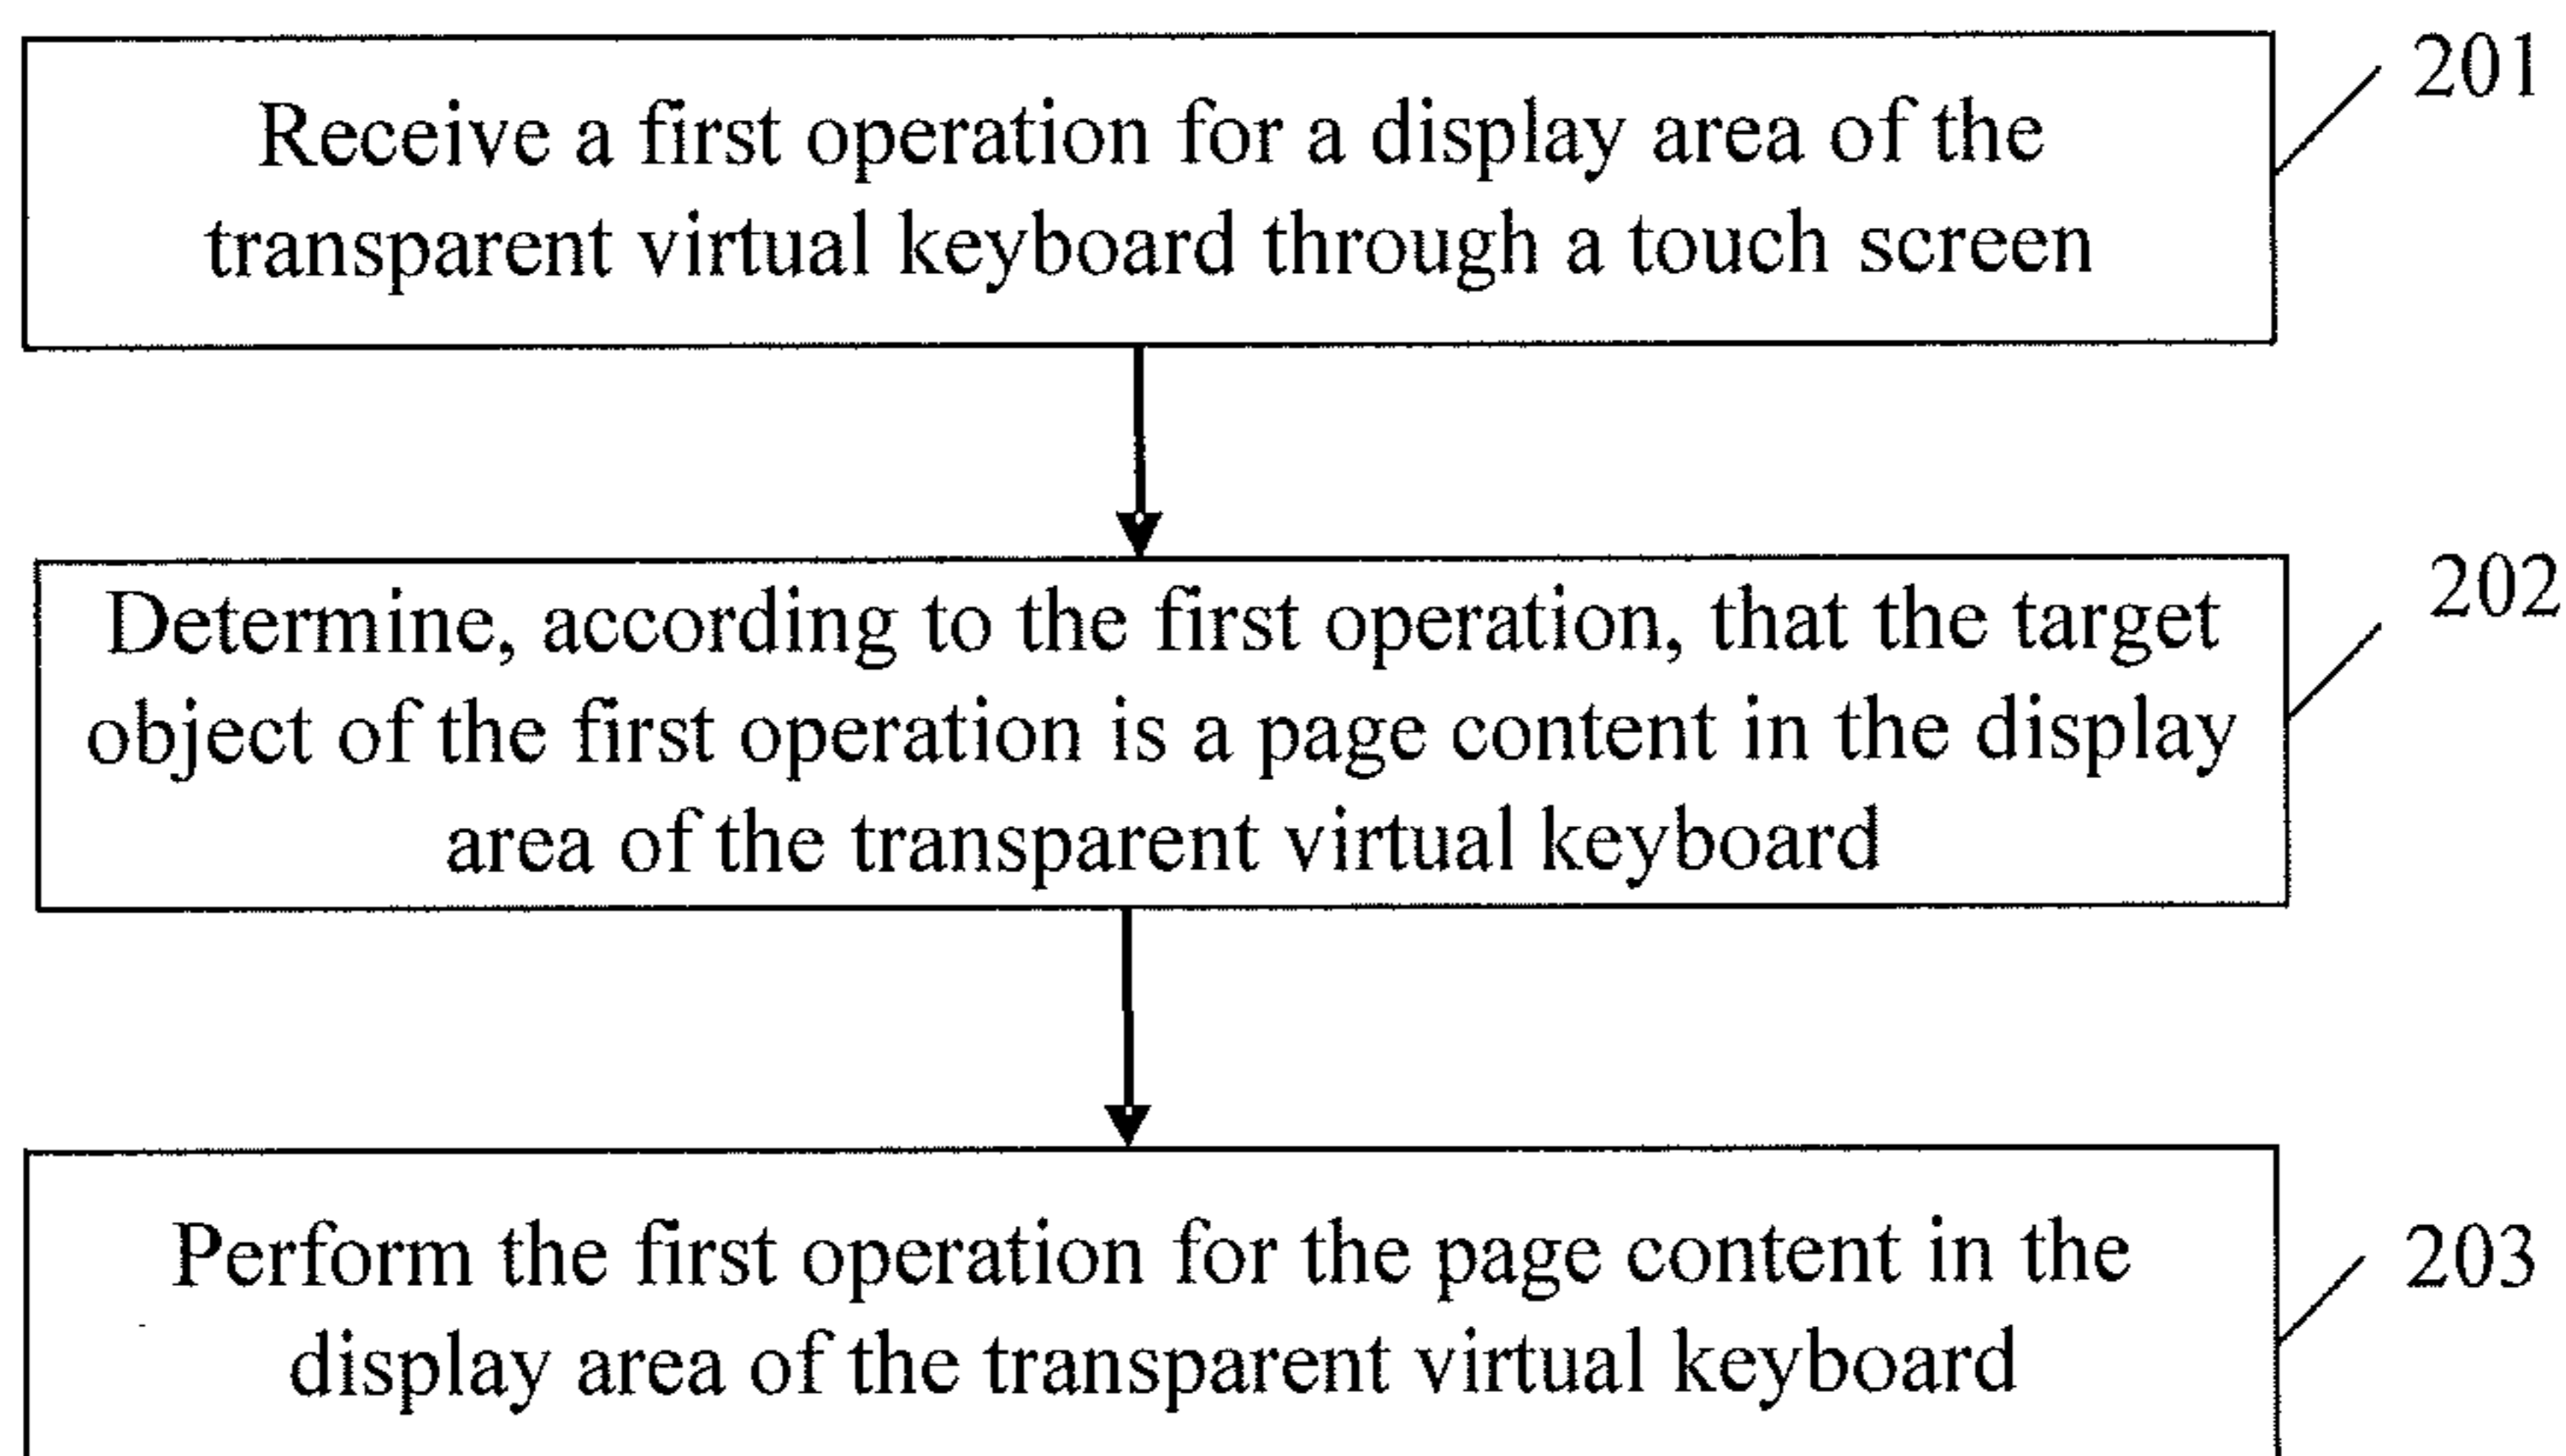 Receive a first operation for a display area of the
transparent virtual keyboard through a touch screen
201
Determine, according to the first operation, that the target
object of the first operation is a page content in the display
area of the transparent virtual keyboard
202
Perform the first operation for the page content in the
display area of the transparent virtual keyboard
203